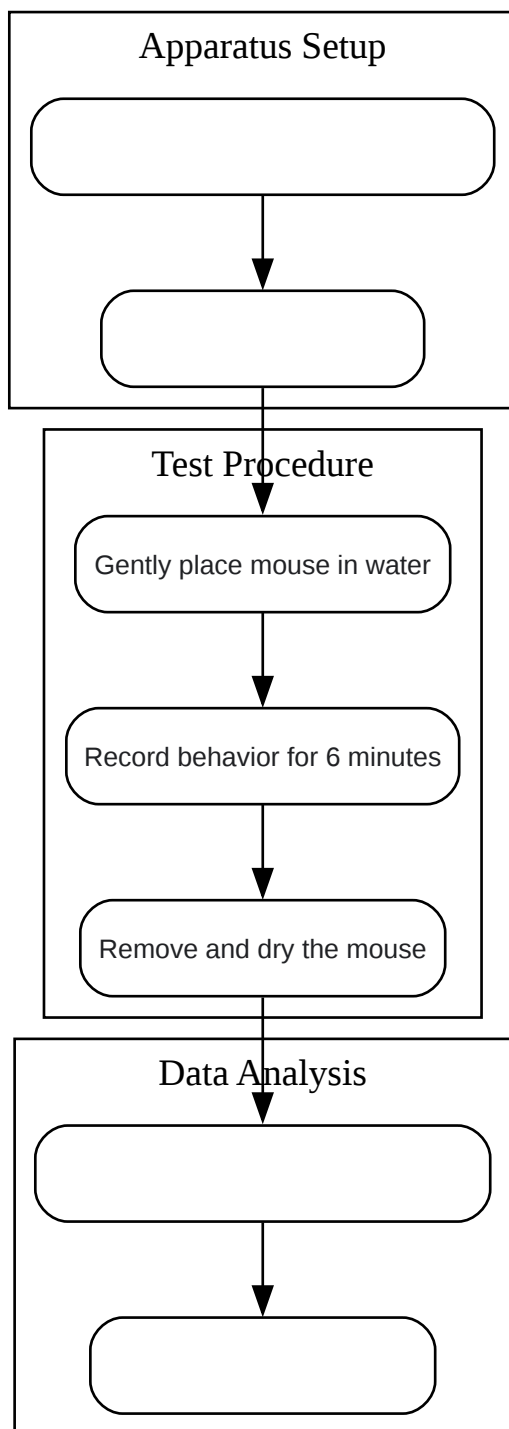 Apparatus Setup
Test Procedure
Gently place mouse in water
Record behavior for 6 minutes
Remove and dry the mouse
Data Analysis